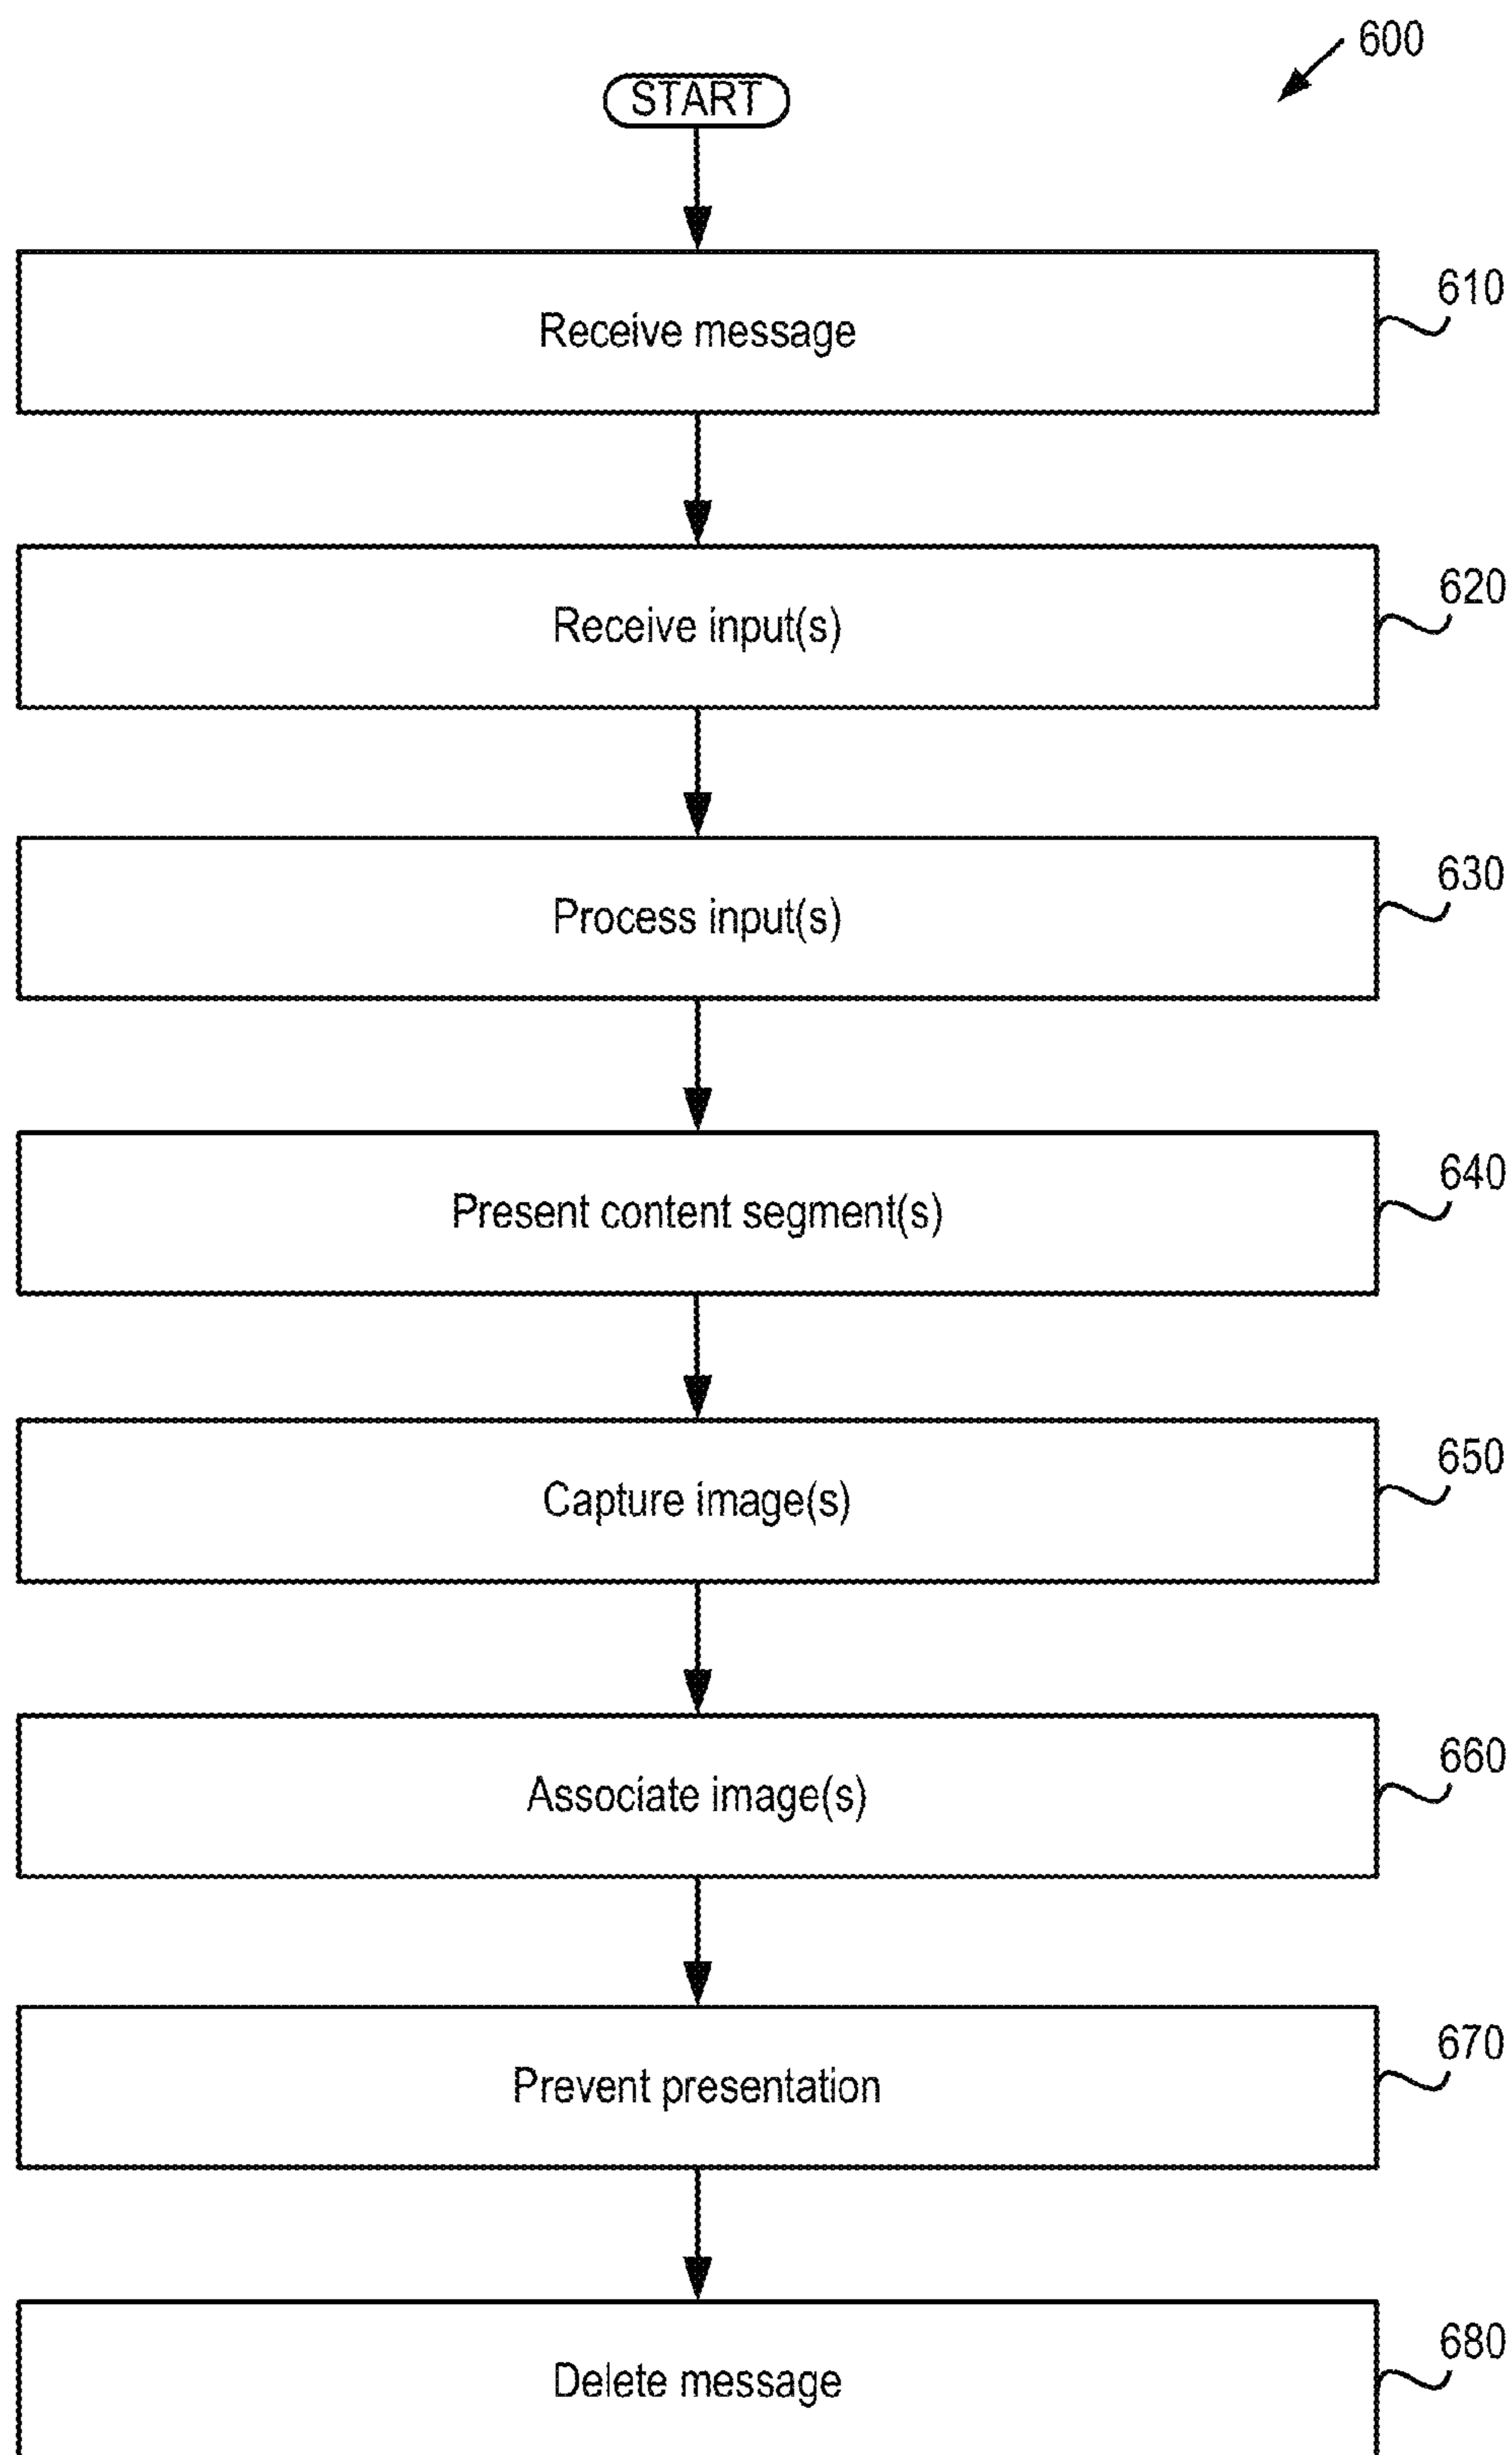 600
START
610
Receive message
620
Receive input(s)
630
Process input(s)
640
Present content segment(s)
650
Capture image(s)
660
Associate image(s)
670
Prevent presentation
680
Delete message